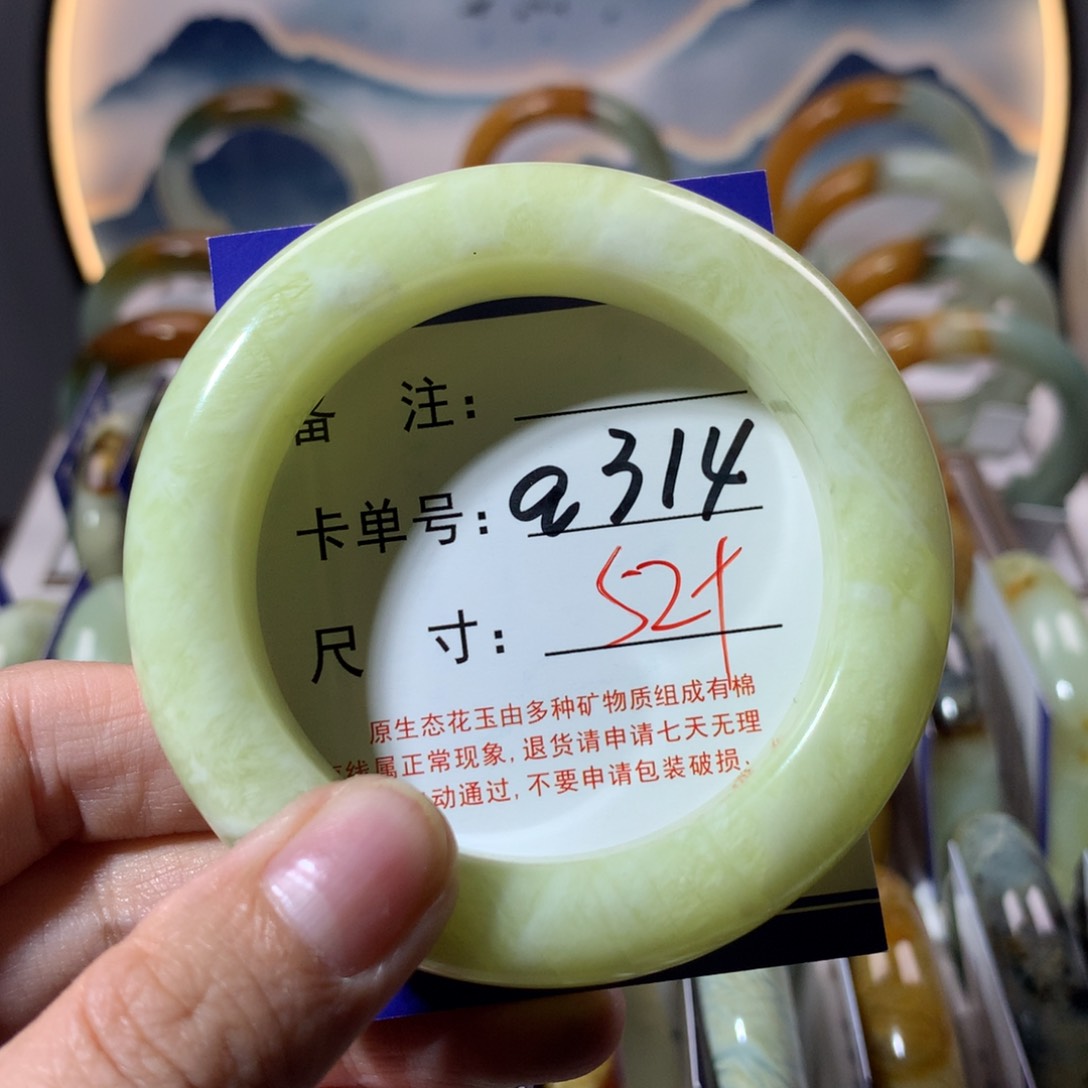 备 注：
卡单号：a314
尺 寸：52+
原生态花玉由多种矿物质组成有棉
线属正常现象，退货请申请七天无理
动通过，不要申请包装破损，